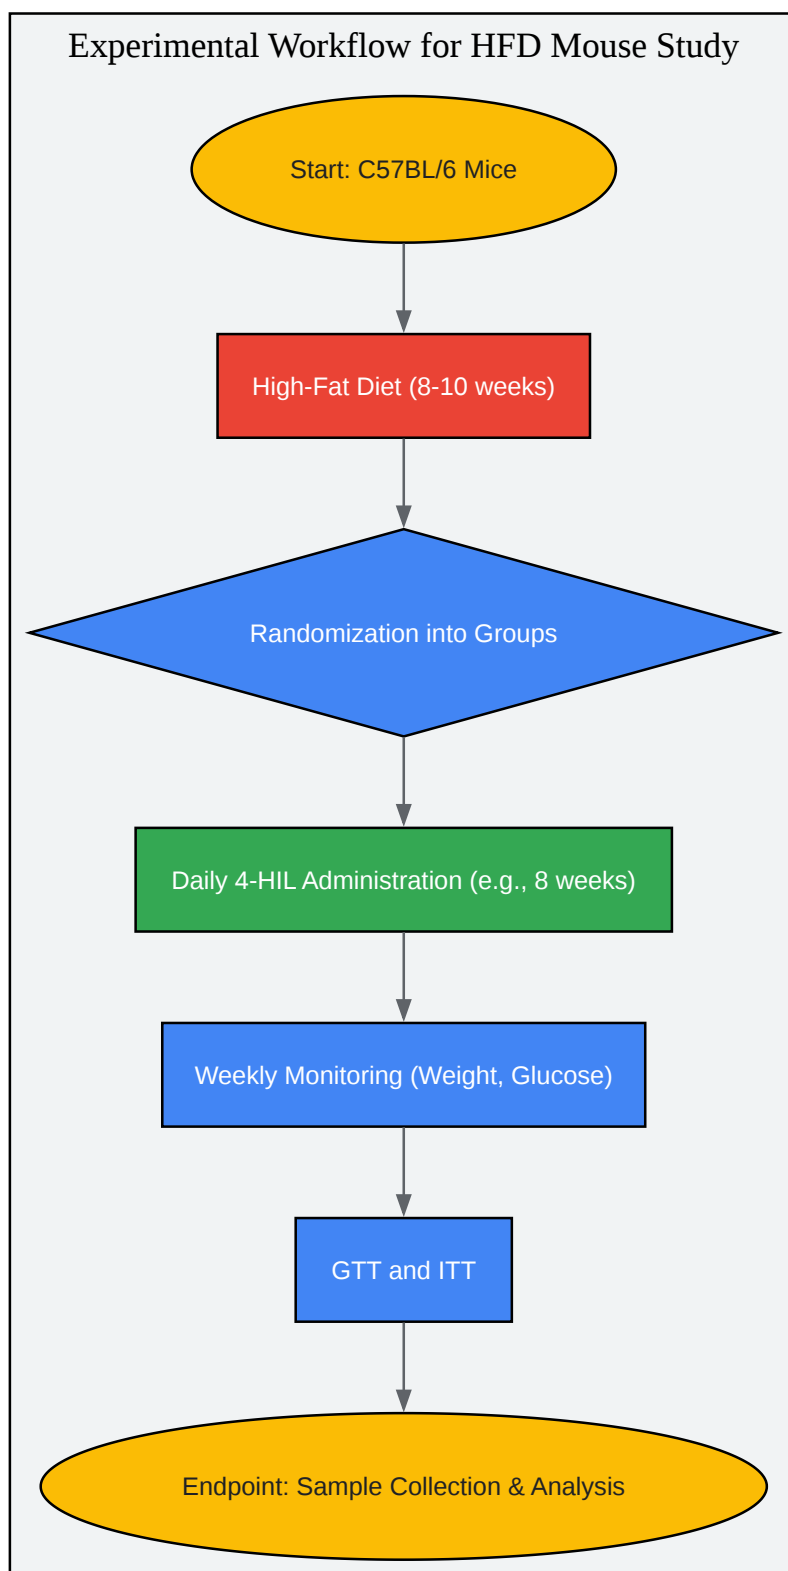 Experimental Workflow for HFD Mouse Study
Start: C57BL/6 Mice
High-Fat Diet (8-10 weeks)
Randomization into Groups
Daily 4-HIL Administration (e.g., 8 weeks)
Weekly Monitoring (Weight, Glucose)
GTT and ITT
Endpoint: Sample Collection & Analysis